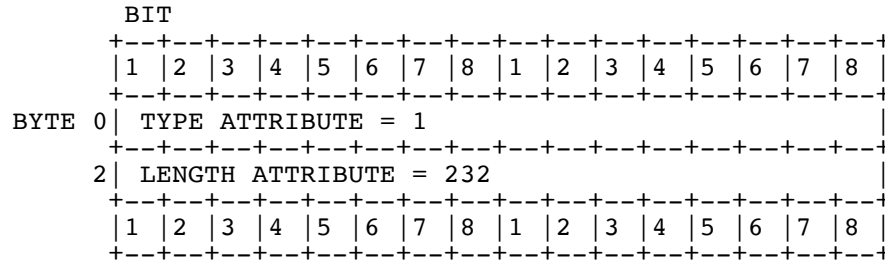 BIT
+--+--+--+--+--+--+--+--+--+--+--+--+--+--+--+--+
|1 |2 |3 |4 |5 |6 |7 |8 |1 |2 |3 |4 |5 |6 |7 |8 |
+--+--+--+--+--+--+--+--+--+--+--+--+--+--+--+--+
BYTE 0| TYPE ATTRIBUTE = 1 |
+--+--+--+--+--+--+--+--+--+--+--+--+--+--+--+--+
2| LENGTH ATTRIBUTE = 232 |
+--+--+--+--+--+--+--+--+--+--+--+--+--+--+--+--+
|1 |2 |3 |4 |5 |6 |7 |8 |1 |2 |3 |4 |5 |6 |7 |8 |
+--+--+--+--+--+--+--+--+--+--+--+--+--+--+--+--+